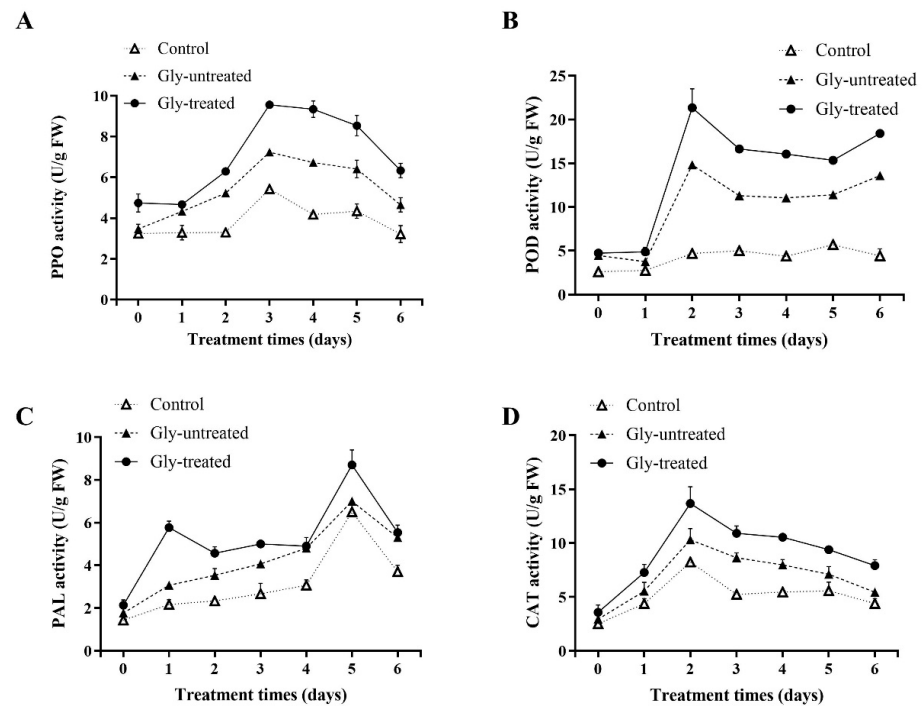 A
Control
Gly-untreated
Gly-treated
PPO activity (U/g FW)
10
8
6
4
2
0
0 1 2 3 4 5 6
Treatment times (days)
B
Control
Gly-untreated
Gly-treated
POD activity (U/g FW)
25
20
15
10
5
0
0 1 2 3 4 5 6
Treatment times (days)
C
Control
Gly-untreated
Gly-treated
PAL activity (U/g FW)
10
8
6
4
2
0
0 1 2 3 4 5 6
Treatment times (days)
D
Control
Gly-untreated
Gly-treated
CAT activity (U/g FW)
20
15
10
5
0
0 1 2 3 4 5 6
Treatment times (days)